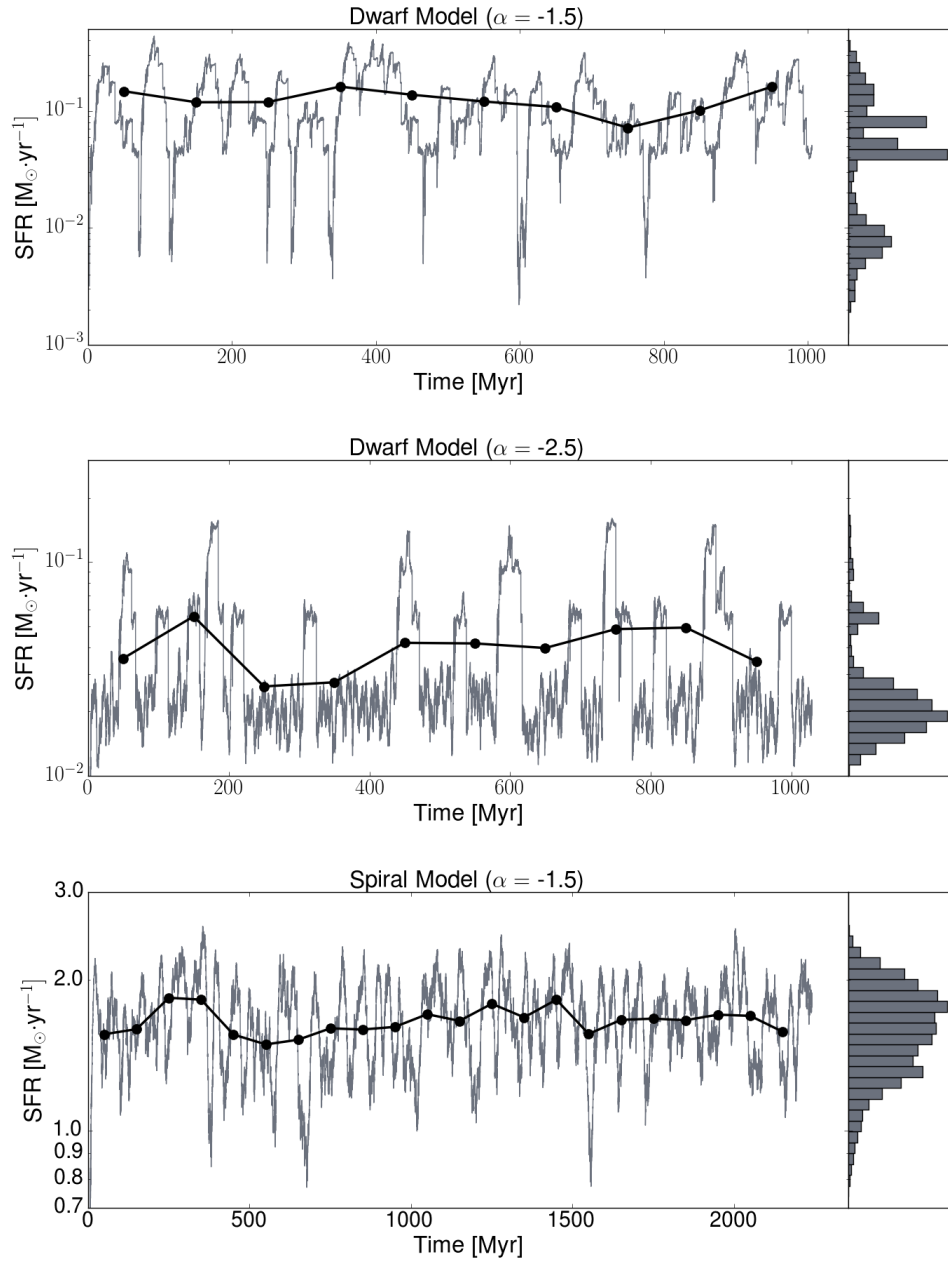 Dwarf Model (α = -1.5)
SFR [M⊙·yr⁻¹]
10⁻¹
10⁻²
10⁻³
0 200 400 600 800 1000
Time [Myr]
Dwarf Model (α = -2.5)
SFR [M⊙·yr⁻¹]
10⁻¹
10⁻²
0 200 400 600 800 1000
Time [Myr]
Spiral Model (α = -1.5)
SFR [M⊙·yr⁻¹]
3.0
2.0
1.0
0.9
0.8
0.7
0 500 1000 1500 2000
Time [Myr]